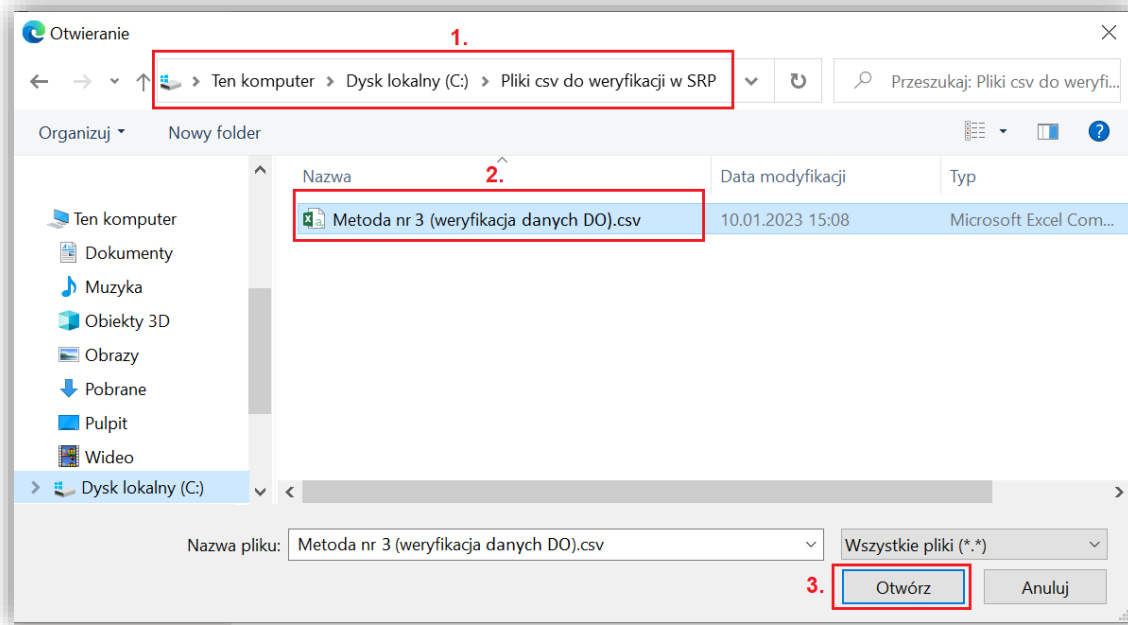 Otwieranie
1.
Ten komputer > Dysk lokalny (C:) > Pliki csv do weryfikacji w SRP
Przeszukaj: Pliki csv do weryfi...
Organizuj Nowy folder
?
Nazwa 2. Data modyfikacji Typ
Metoda nr 3 (weryfikacja danych DO).csv 10.01.2023 15:08 Microsoft Excel Com...
Ten komputer
Dokumenty
Muzyka
Obiekty 3D
Obrazy
Pobrane
Pulpit
Wideo
Dysk lokalny (C:)
Nazwa pliku: Metoda nr 3 (weryfikacja danych DO).csv Wszystkie pliki (*.*)
3. Otwórz Anuluj